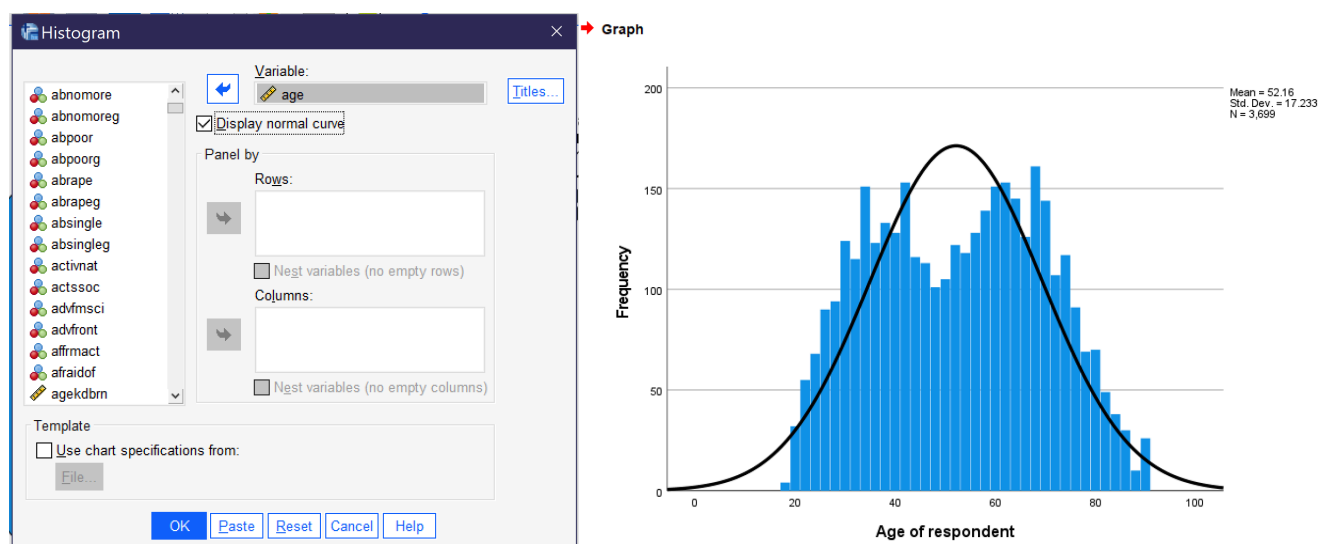 Histogram
Variable:
age
Titles...
Display normal curve
abnomore
abnomoreg
abpoor
abpoorg
abrape
abrapeg
absingle
absingleg
activnat
actssoc
advfmsci
advfront
affrmact
afraidof
agekdbrn
Panel by
Rows:
Nest variables (no empty rows)
Columns:
Nest variables (no empty columns)
Template
Use chart specifications from:
File...
OK
Paste
Reset
Cancel
Help
Graph
Mean = 52.16
Std. Dev. = 17.233
N = 3,699
Frequency
200
150
100
50
0
0 20 40 60 80 100
Age of respondent